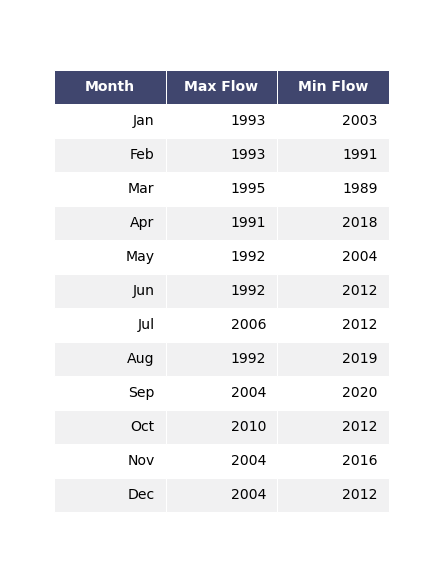 Month Max Flow Min Flow
Jan 1993 2003
Feb 1993 1991
Mar 1995 1989
Apr 1991 2018
May 1992 2004
Jun 1992 2012
Jul 2006 2012
Aug 1992 2019
Sep 2004 2020
Oct 2010 2012
Nov 2004 2016
Dec 2004 2012